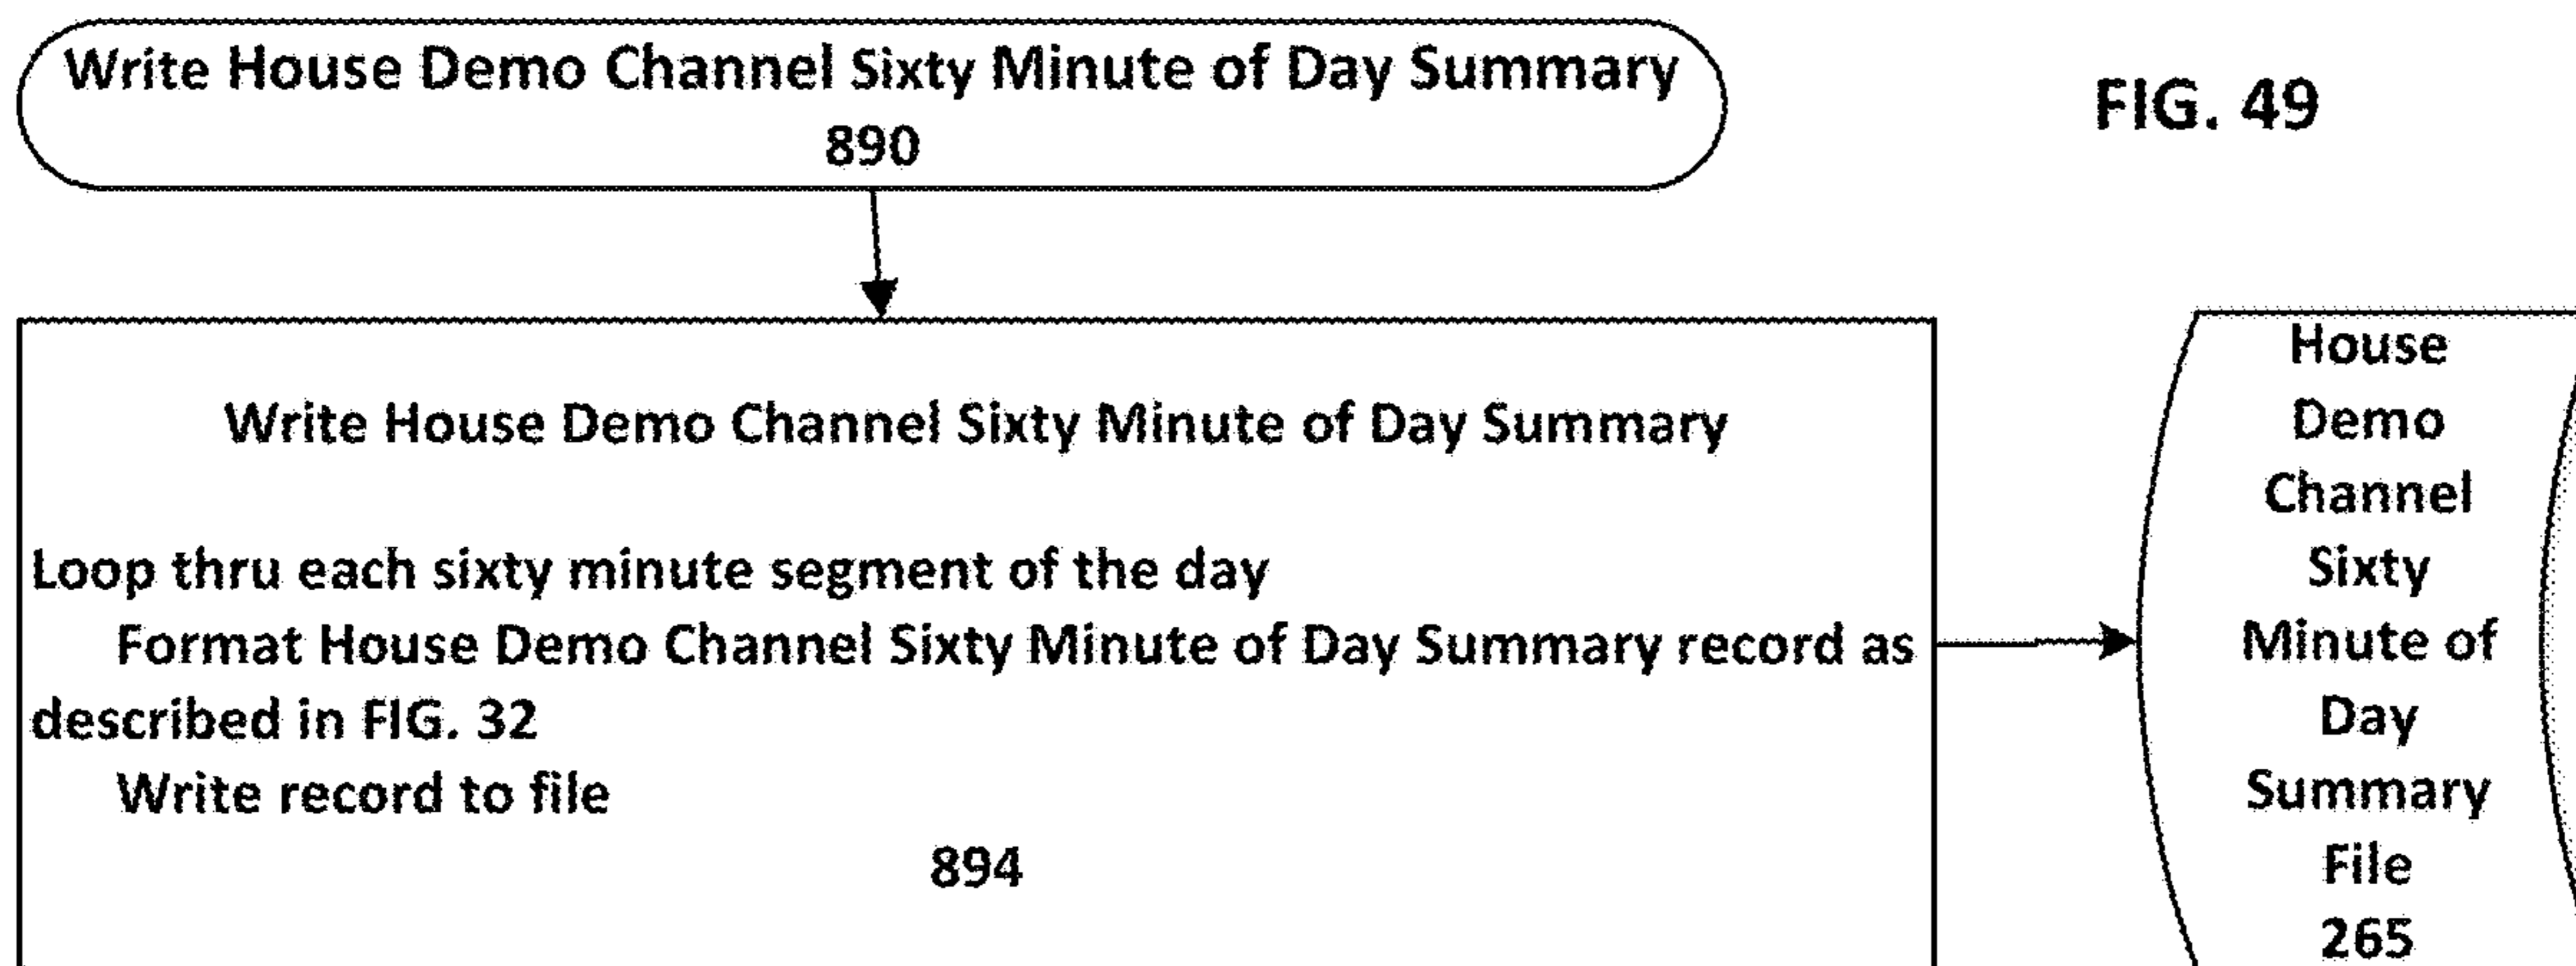 Write House Demo Channel Sixty Minute of Day Summary
890
FIG. 49
Write House Demo Channel Sixty Minute of Day Summary
Loop thru each sixty minute segment of the day
Format House Demo Channel Sixty Minute of Day Summary record as
described in FIG. 32
Write record to file
894
House
Demo
Channel
Sixty
Minute of
Day
Summary
File
265